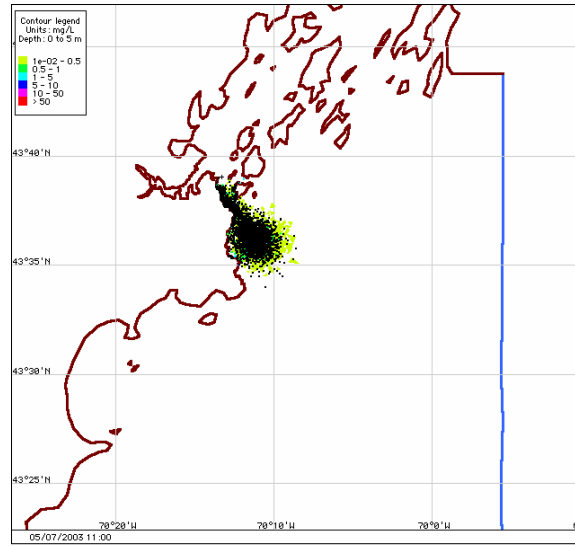 Contour legend
Units: mg/L
Depth: 0 to 5 m
1e-02 - 0.5
0.5 - 1
1 - 5
5 - 10
10 - 50
> 50
43°40'N
43°35'N
43°30'N
43°25'N
70°20'W
70°10'W
70°0'W
05/07/2003 11:00